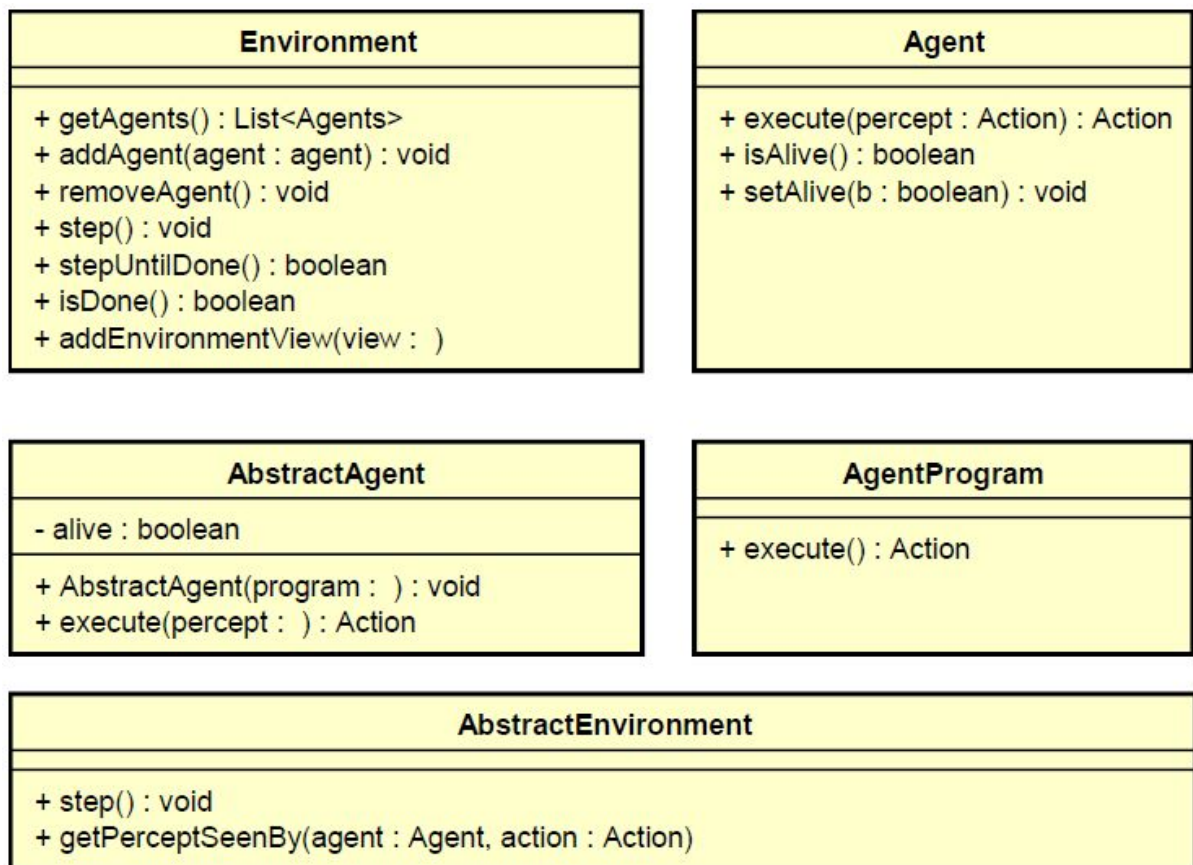 Environment
+ getAgents() : List<Agents>
+ addAgent(agent : agent) : void
+ removeAgent() : void
+ step() : void
+ stepUntilDone() : boolean
+ isDone() : boolean
+ addEnvironmentView(view :  )
Agent
+ execute(percept : Action) : Action
+ isAlive() : boolean
+ setAlive(b : boolean) : void
AbstractAgent
- alive : boolean
+ AbstractAgent(program :  ) : void
+ execute(percept :  ) : Action
AgentProgram
+ execute() : Action
AbstractEnvironment
+ step() : void
+ getPerceptSeenBy(agent : Agent, action : Action)